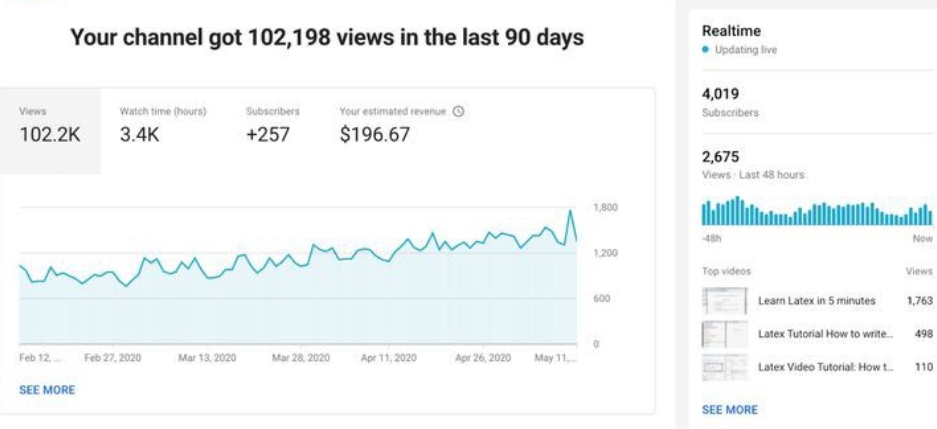 Your channel got 102,198 views in the last 90 days
Views
102.2K
Watch time (hours)
3.4K
Subscribers
+257
Your estimated revenue
$196.67
1,800
1,200
600
0
Feb 12, ...
Feb 27, 2020
Mar 13, 2020
Mar 28, 2020
Apr 11, 2020
Apr 26, 2020
May 11,...
SEE MORE
Realtime
Updating live
4,019
Subscribers
2,675
Views · Last 48 hours
-48h
Now
Top videos
Views
Learn Latex in 5 minutes 1,763
Latex Tutorial How to write... 498
Latex Video Tutorial: How t... 110
SEE MORE